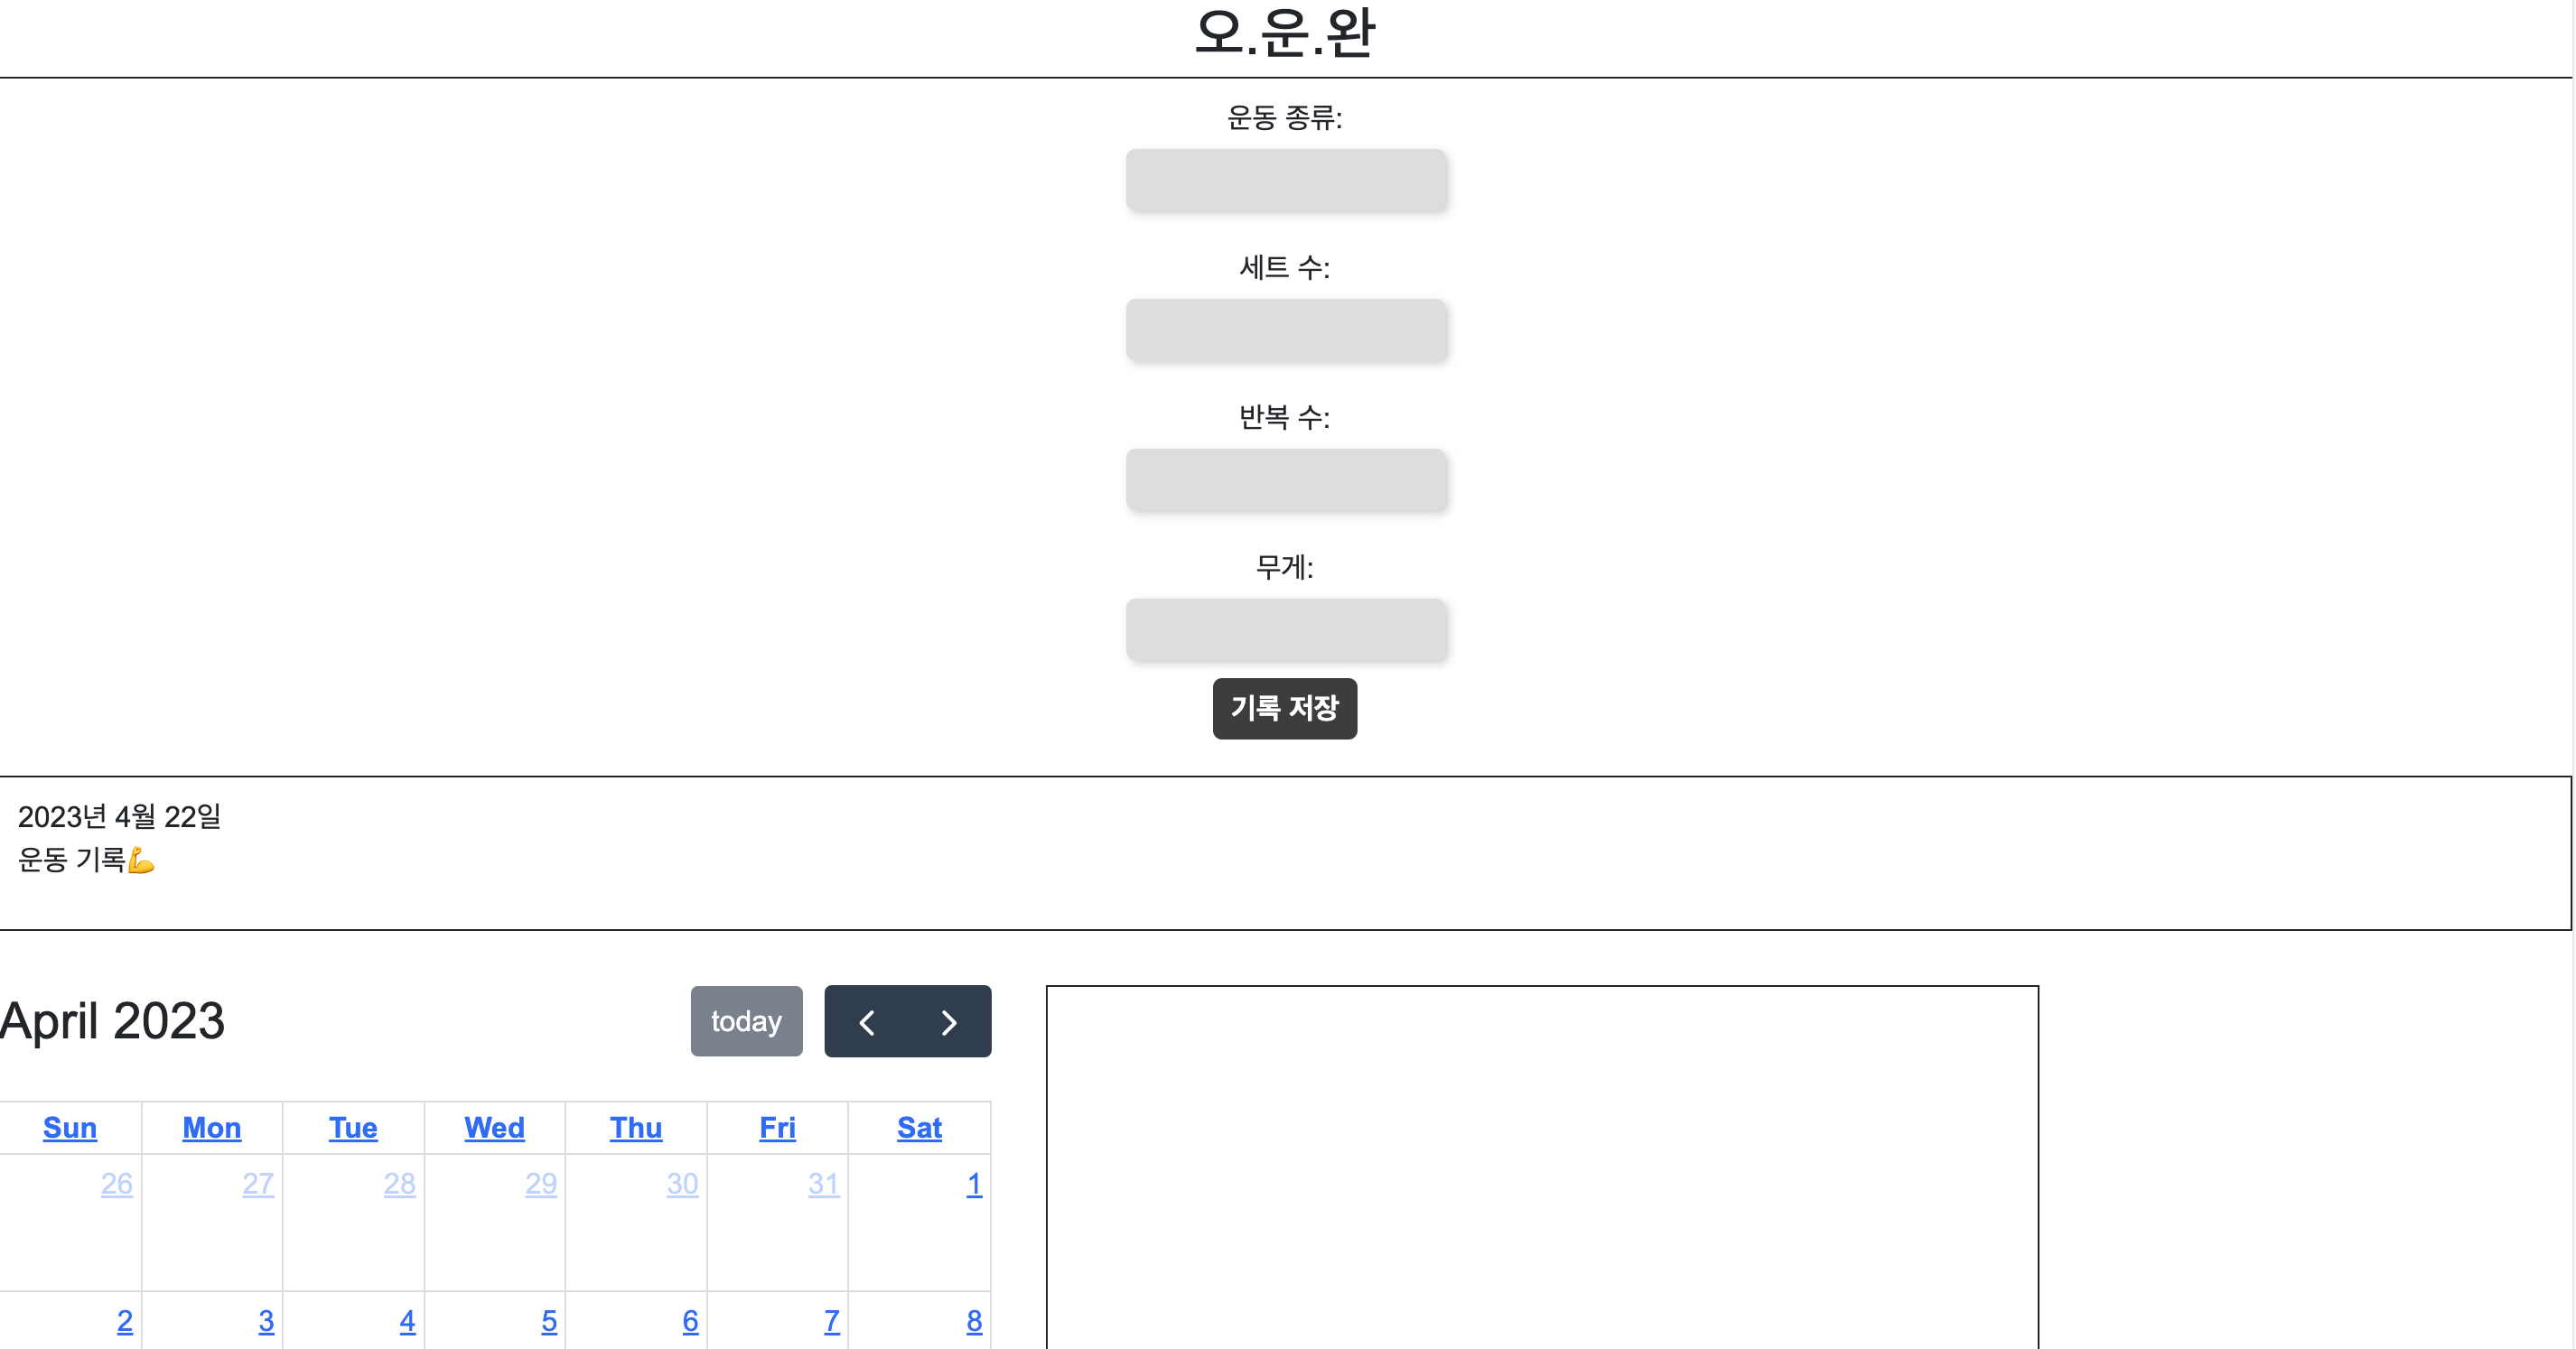 오.운.완
운동 종류:
세트 수:
반복 수:
무게:
기록 저장
2023년 4월 22일
운동 기록💪
April 2023
today
Sun Mon Tue Wed Thu Fri Sat
26 27 28 29 30 31 1
2 3 4 5 6 7 8